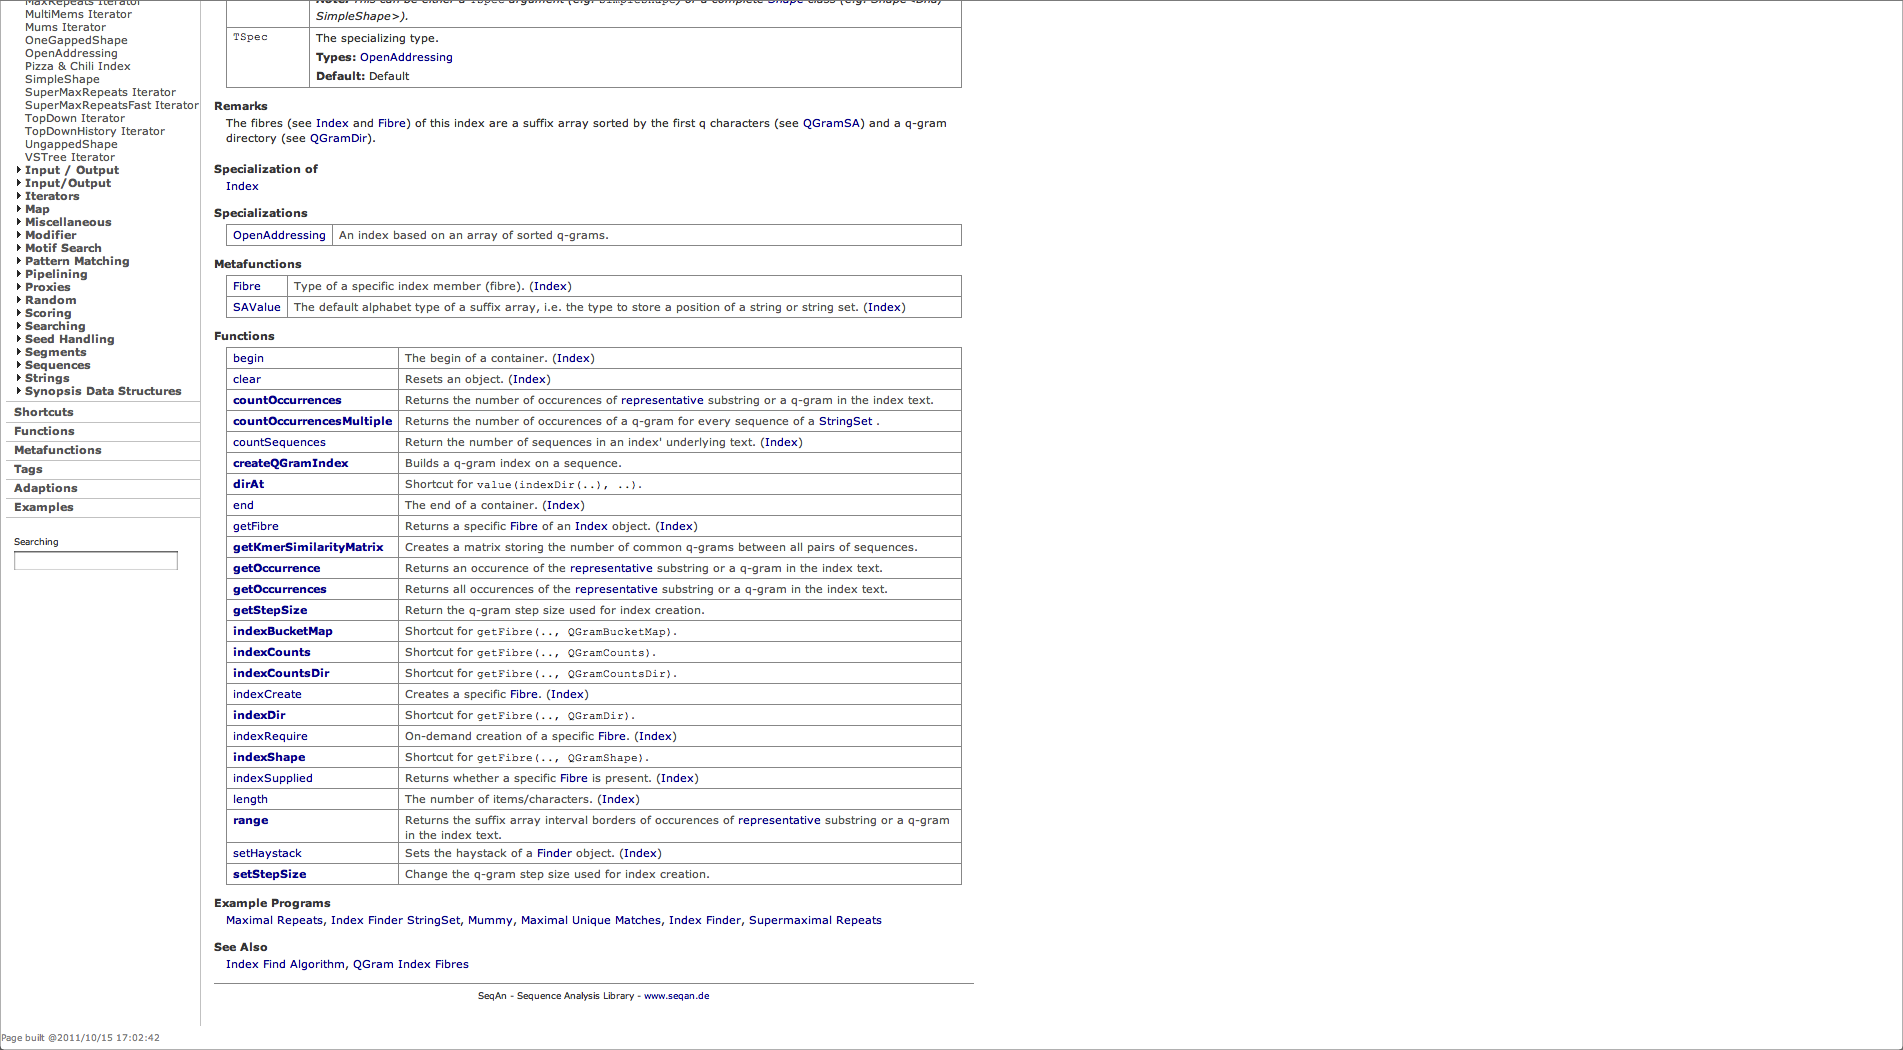 MaxRepeats Iterator
MultiMems Iterator
Mums Iterator
OneGappedShape
OpenAddressing
Pizza & Chili Index
SimpleShape
SuperMaxRepeats Iterator
SuperMaxRepeatsFast Iterator
TopDown Iterator
TopDownHistory Iterator
UngappedShape
VSTree Iterator
Input / Output
Input/Output
Iterators
Map
Miscellaneous
Modifier
Motif Search
Pattern Matching
Pipelining
Proxies
Random
Scoring
Searching
Seed Handling
Segments
Sequences
Strings
Synopsis Data Structures
Shortcuts
Functions
Metafunctions
Tags
Adaptions
Examples
Searching
SimpleShape>).
TSpec The specializing type.
Types: OpenAddressing
Default: Default
Remarks
The fibres (see Index and Fibre) of this index are a suffix array sorted by the first q characters (see QGramSA) and a q-gram
directory (see QGramDir).
Specialization of
Index
Specializations
OpenAddressing An index based on an array of sorted q-grams.
Metafunctions
Fibre Type of a specific index member (fibre). (Index)
SAValue The default alphabet type of a suffix array, i.e. the type to store a position of a string or string set. (Index)
Functions
begin The begin of a container. (Index)
clear Resets an object. (Index)
countOccurrences Returns the number of occurences of representative substring or a q-gram in the index text.
countOccurrencesMultiple Returns the number of occurences of a q-gram for every sequence of a StringSet .
countSequences Return the number of sequences in an index' underlying text. (Index)
createQGramIndex Builds a q-gram index on a sequence.
dirAt Shortcut for value(indexDir(..), ..).
end The end of a container. (Index)
getFibre Returns a specific Fibre of an Index object. (Index)
getKmerSimilarityMatrix Creates a matrix storing the number of common q-grams between all pairs of sequences.
getOccurrence Returns an occurence of the representative substring or a q-gram in the index text.
getOccurrences Returns all occurences of the representative substring or a q-gram in the index text.
getStepSize Return the q-gram step size used for index creation.
indexBucketMap Shortcut for getFibre(.., QGramBucketMap).
indexCounts Shortcut for getFibre(.., QGramCounts).
indexCountsDir Shortcut for getFibre(.., QGramCountsDir).
indexCreate Creates a specific Fibre. (Index)
indexDir Shortcut for getFibre(.., QGramDir).
indexRequire On-demand creation of a specific Fibre. (Index)
indexShape Shortcut for getFibre(.., QGramShape).
indexSupplied Returns whether a specific Fibre is present. (Index)
length The number of items/characters. (Index)
range Returns the suffix array interval borders of occurences of representative substring or a q-gram
in the index text.
setHaystack Sets the haystack of a Finder object. (Index)
setStepSize Change the q-gram step size used for index creation.
Example Programs
Maximal Repeats, Index Finder StringSet, Mummy, Maximal Unique Matches, Index Finder, Supermaximal Repeats
See Also
Index Find Algorithm, QGram Index Fibres
SeqAn - Sequence Analysis Library - www.seqan.de
Page built @2011/10/15 17:02:42